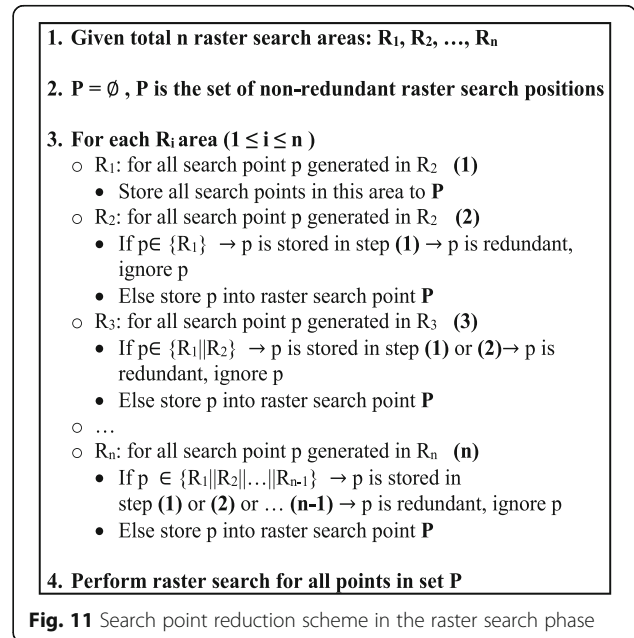 1. Given total n raster search areas: R₁, R₂, …, Rₙ
2. P = ∅ , P is the set of non-redundant raster search positions
3. For each Rᵢ area (1 ≤ i ≤ n )
○ R₁: for all search point p generated in R₂ (1)
• Store all search points in this area to P
○ R₂: for all search point p generated in R₂ (2)
• If p∈ {R₁} → p is stored in step (1) → p is redundant,
ignore p
• Else store p into raster search point P
○ R₃: for all search point p generated in R₃ (3)
• If p∈ {R₁||R₂} → p is stored in step (1) or (2)→ p is
redundant, ignore p
• Else store p into raster search point P
○ …
○ Rₙ: for all search point p generated in Rₙ (n)
• If p ∈ {R₁||R₂||…||Rₙ₋₁} → p is stored in
step (1) or (2) or … (n-1) → p is redundant, ignore p
• Else store p into raster search point P
4. Perform raster search for all points in set P
Fig. 11 Search point reduction scheme in the raster search phase